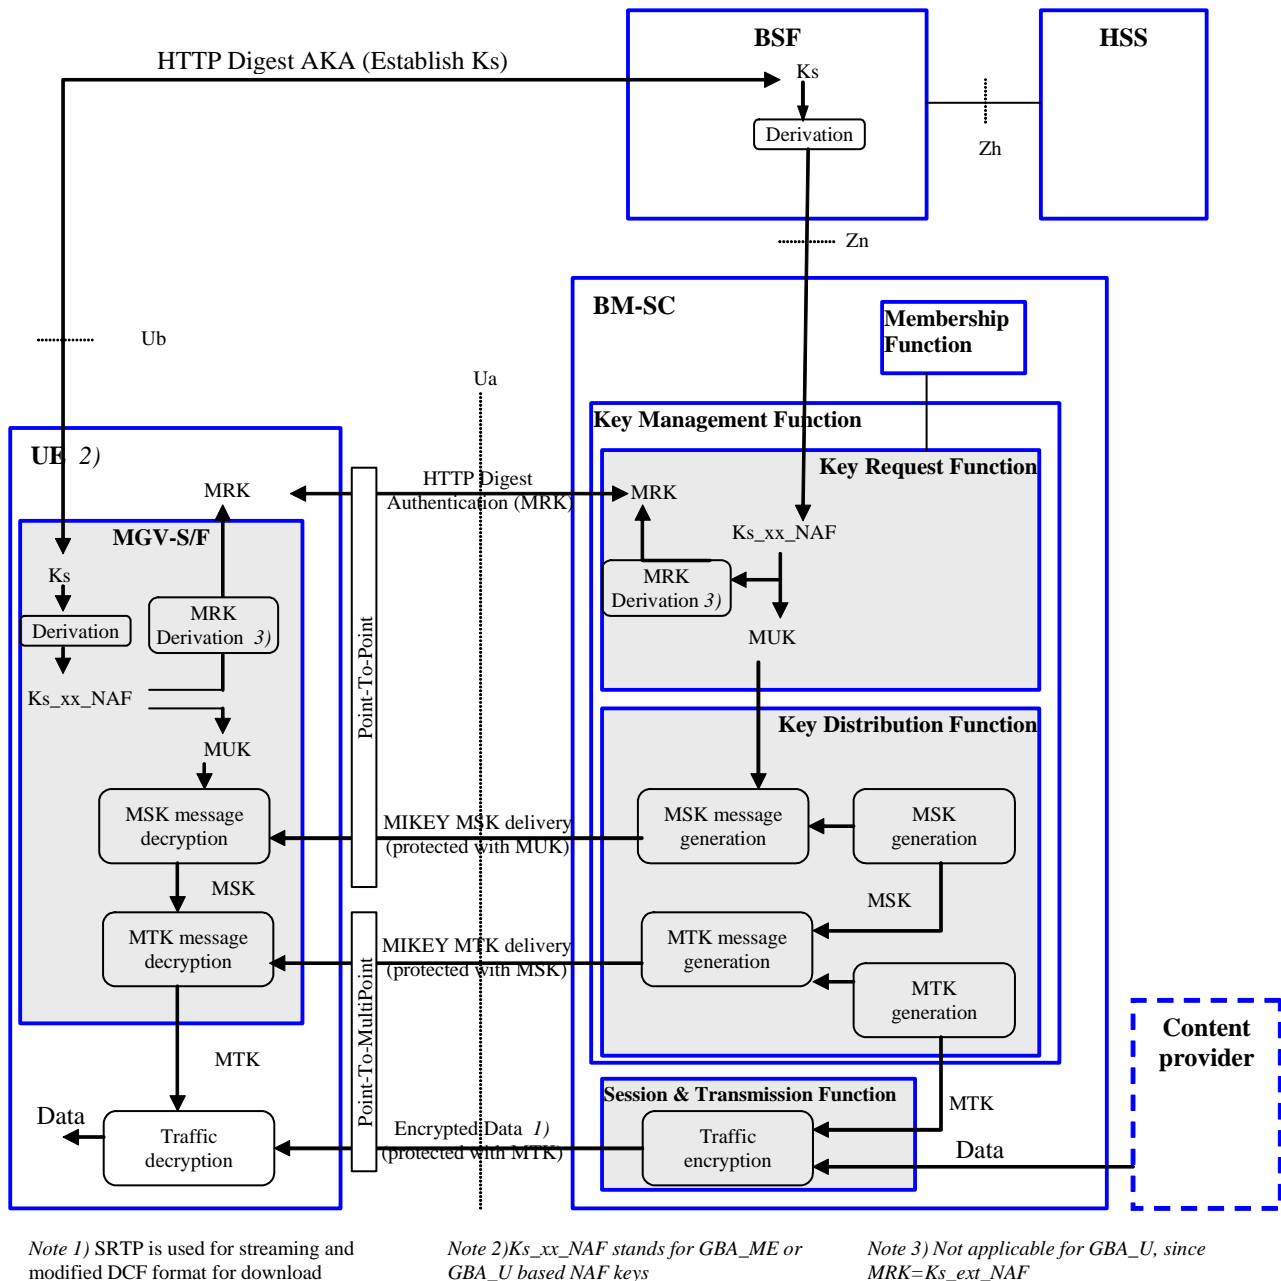 BSF
HSS
HTTP Digest AKA (Establish Ks)
Ks
Derivation
Zh
Zn
BM-SC
Membership
Function
Ub
Ua
Key Management Function
UE 2)
Key Request Function
MRK
HTTP Digest
Authentication (MRK)
MRK
MGV-S/F
Ks_xx_NAF
Ks
MRK
Derivation 3)
MRK
Derivation 3)
Derivation
MUK
Ks_xx_NAF
Point-To-Point
MUK
Key Distribution Function
MSK message
decryption
MIKEY MSK delivery
(protected with MUK)
MSK message
generation
MSK
generation
MSK
MSK
MTK message
decryption
MIKEY MTK delivery
(protected with MSK)
MTK message
generation
MTK
generation
Point-To-MultiPoint
Content
provider
MTK
Session & Transmission Function
MTK
Data
Traffic
decryption
Encrypted Data 1)
(protected with MTK)
Traffic
encryption
Data
Note 1) SRTP is used for streaming and
modified DCF format for download
Note 2)Ks_xx_NAF stands for GBA_ME or
GBA_U based NAF keys
Note 3) Not applicable for GBA_U, since
MRK=Ks_ext_NAF